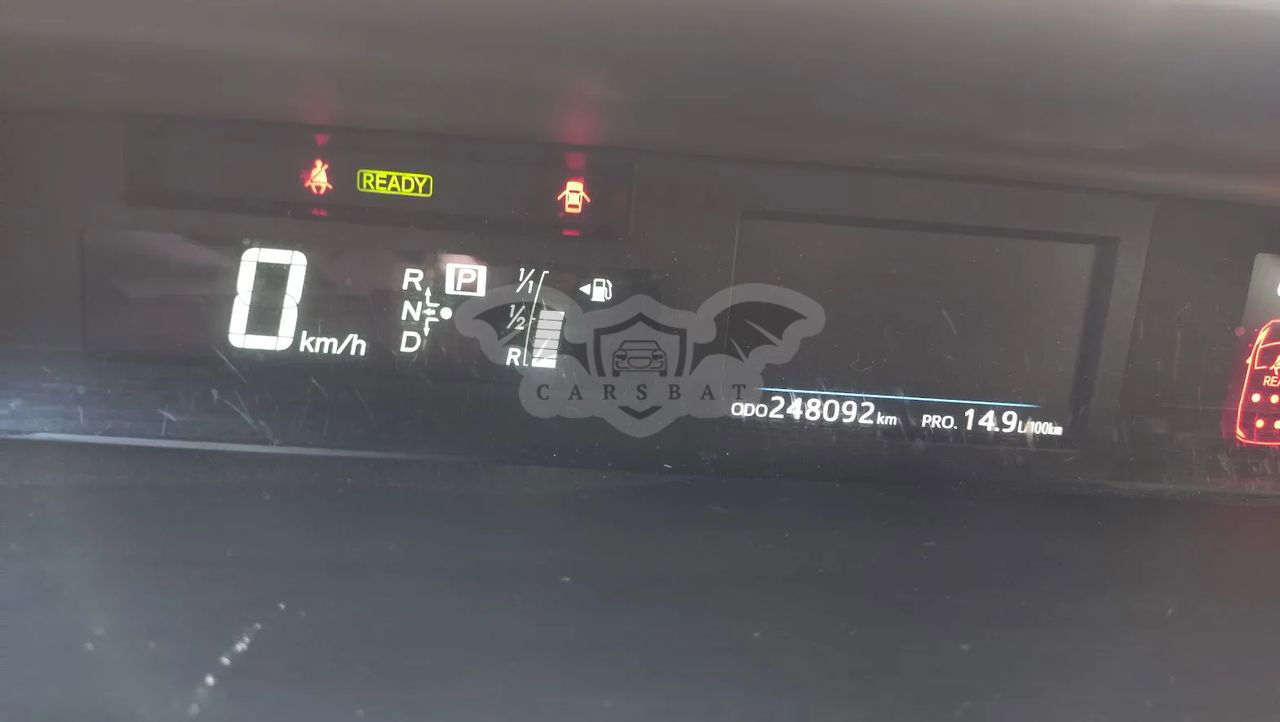 READY
0 km/h
R P
N
D
1/1
1/2
R
CARSBAT
ODO 248092 km PRO. 14.9 L/100km